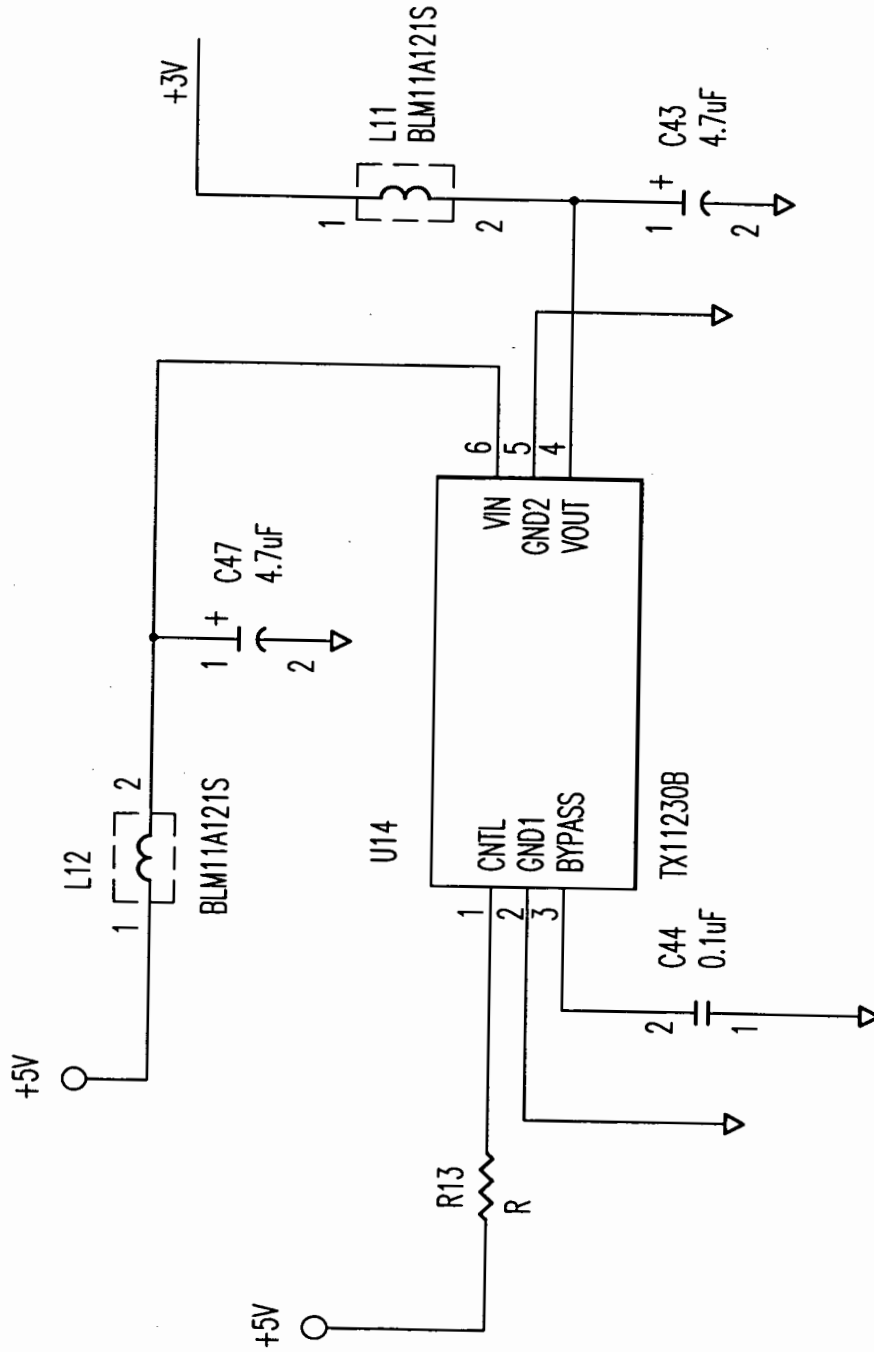 +5V
L12
1
2
BLM11A121S
1
+
2
C47
4.7uF
+3V
1
2
L11
BLM11A121S
1
+
2
C43
4.7uF
+5V
R13
R
U14
1
2
3
CNTL
GND1
BYPASS
VIN
GND2
VOUT
6
5
4
TX11230B
2
1
C44
0.1uF